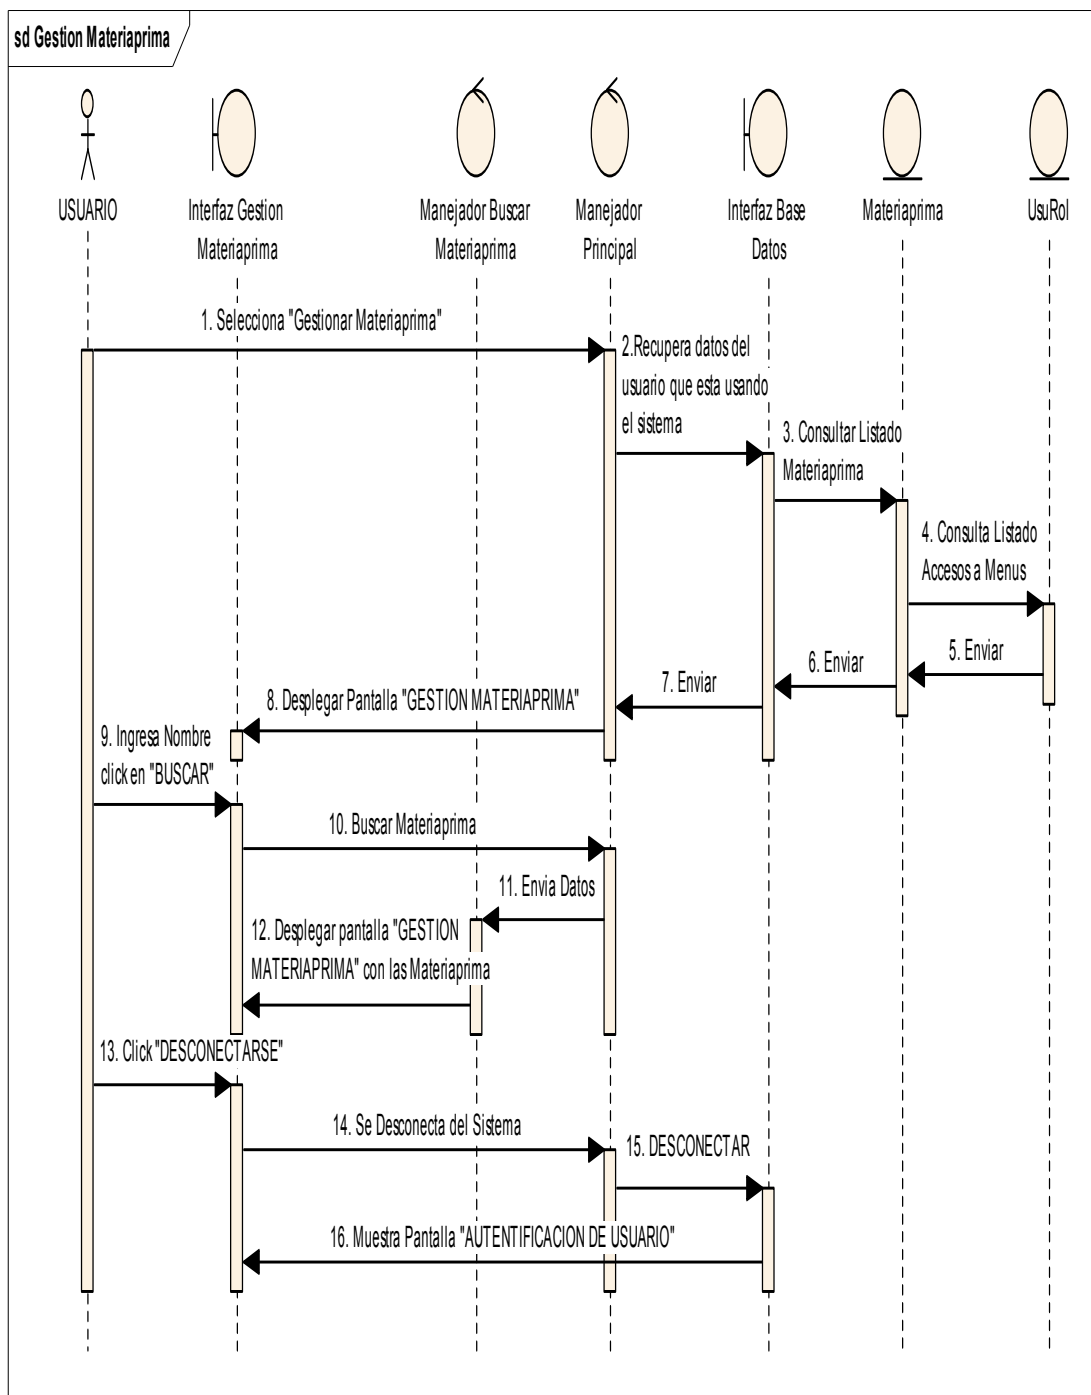 sd Gestion Materiaprima
USUARIO
Interfaz Gestion
Materiaprima
Manejador Buscar
Materiaprima
Manejador
Principal
Interfaz Base
Datos
Materiaprima
UsuRol
1. Selecciona "Gestionar Materiaprima"
2.Recupera datos del
usuario que esta usando
el sistema
3. Consultar Listado
Materiaprima
4. Consulta Listado
Accesos a Menus
5. Enviar
6. Enviar
7. Enviar
8. Desplegar Pantalla "GESTION MATERIAPRIMA"
9. Ingresa Nombre
click en "BUSCAR"
10. Buscar Materiaprima
11. Envia Datos
12. Desplegar pantalla "GESTION
MATERIAPRIMA" con las Materiaprima
13. Click "DESCONECTARSE"
14. Se Desconecta del Sistema
15. DESCONECTAR
16. Muestra Pantalla "AUTENTIFICACION DE USUARIO"